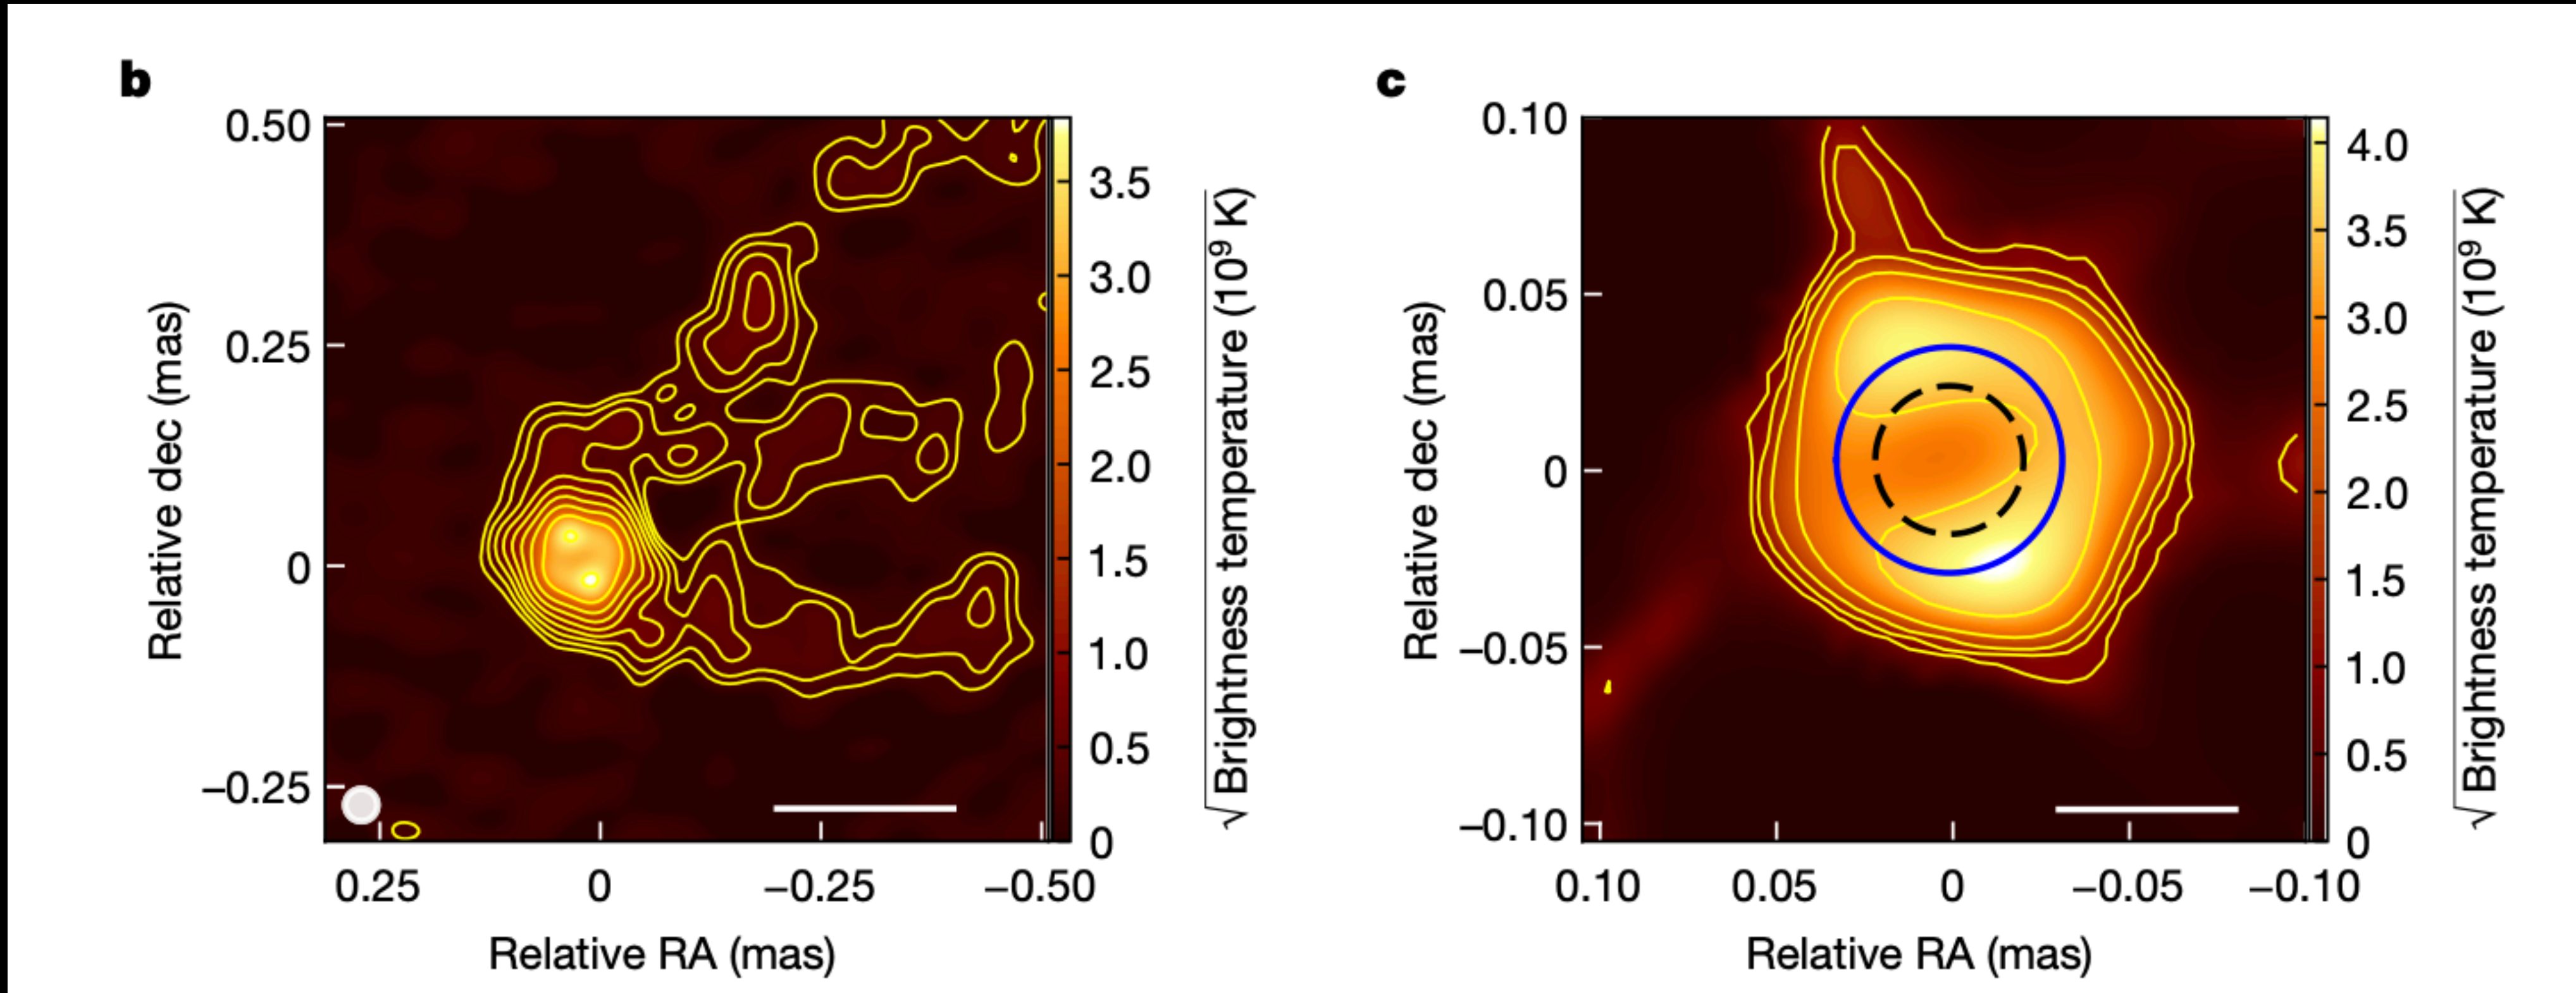 b
0.50
0.25
0
−0.25
0.25 0 −0.25 −0.50
Relative RA (mas)
Relative dec (mas)
3.5
3.0
2.5
2.0
1.5
1.0
0.5
0
√Brightness temperature (10⁹ K)
c
0.10
0.05
0
−0.05
−0.10
0.10 0.05 0 −0.05 −0.10
Relative RA (mas)
Relative dec (mas)
4.0
3.5
3.0
2.5
2.0
1.5
1.0
0.5
0
√Brightness temperature (10⁹ K)